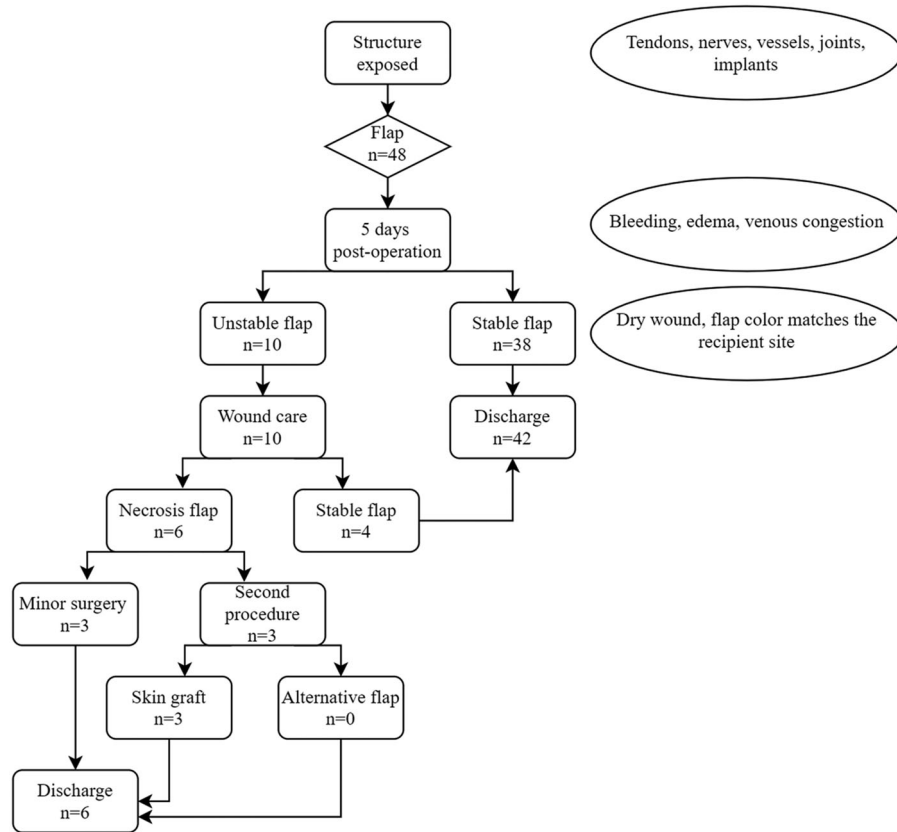 Structure
exposed
Tendons, nerves, vessels, joints,
implants
Flap
n=48
5 days
post-operation
Bleeding, edema, venous congestion
Unstable flap
n=10
Stable flap
n=38
Dry wound, flap color matches the
recipient site
Wound care
n=10
Discharge
n=42
Necrosis flap
n=6
Stable flap
n=4
Minor surgery
n=3
Second
procedure
n=3
Skin graft
n=3
Alternative flap
n=0
Discharge
n=6